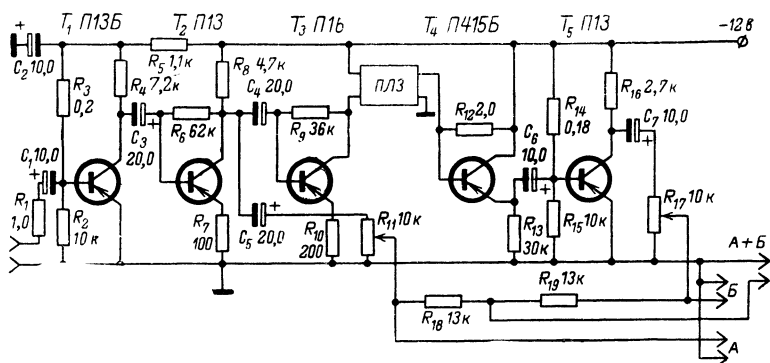 T1 П13Б T2 П13 T3 П16 T4 П415Б T5 П13
−12в
C2 10,0
R5 1,1к
R3 0,2
R4 7,2к
R8 4,7к
C4 20,0
ПЛЗ
R12 2,0
R14 0,18
R16 2,7к
C7 10,0
C1 10,0
C3 20,0
R6 62к
R9 36к
C6 10,0
R1 1,0
R2 10к
R7 100
C5 20,0
R10 200
R11 10к
R13 30к
R15 10к
R17 10к
А+Б
R18 13к
R19 13к
Б
А